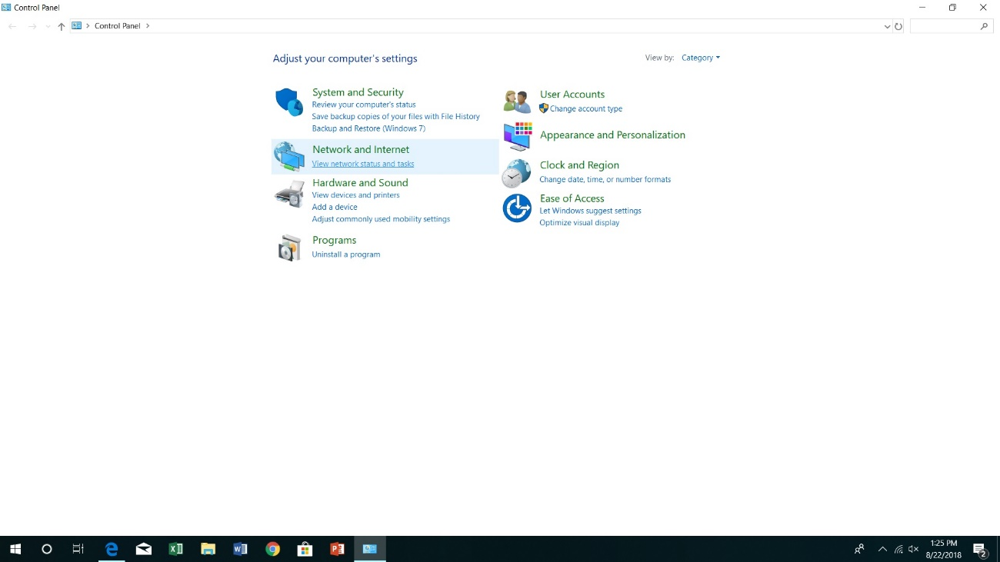 Control Panel
Control Panel
Adjust your computer's settings
View by: Category
System and Security
Review your computer's status
Save backup copies of your files with File History
Backup and Restore (Windows 7)
Network and Internet
View network status and tasks
Hardware and Sound
View devices and printers
Add a device
Adjust commonly used mobility settings
Programs
Uninstall a program
User Accounts
Change account type
Appearance and Personalization
Clock and Region
Change date, time, or number formats
Ease of Access
Let Windows suggest settings
Optimize visual display
1:25 PM
8/22/2018
2